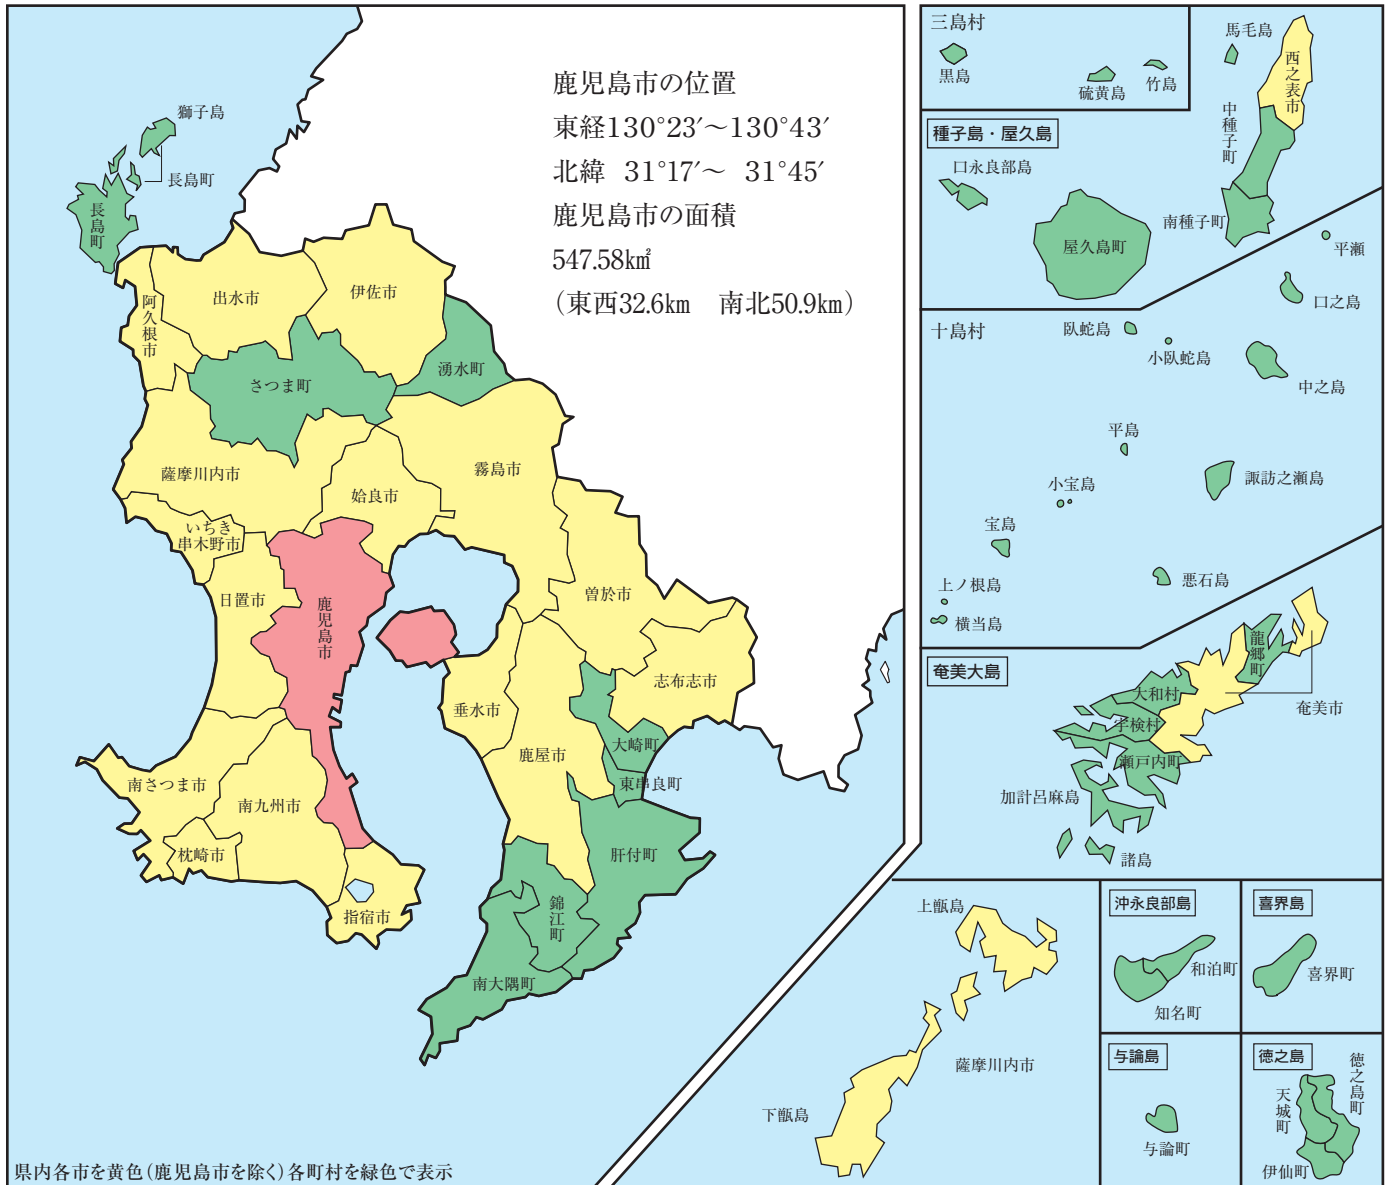 鹿児島市の位置
東経130°23′～130°43′
北緯 31°17′～ 31°45′
鹿児島市の面積
547.58k㎡
(東西32.6km 南北50.9km)
獅子島
長島町
長島町
阿久根市
出水市
伊佐市
湧水町
さつま町
薩摩川内市
霧島市
姶良市
いちき
串木野市
日置市
鹿児島市
曽於市
志布志市
垂水市
鹿屋市
大崎町
東串良町
南さつま市
南九州市
枕崎市
指宿市
肝付町
錦江町
南大隅町
県内各市を黄色(鹿児島市を除く)各町村を緑色で表示
三島村
黒島
硫黄島
竹島
馬毛島
西之表市
中種子町
南種子町
種子島・屋久島
口永良部島
屋久島町
十島村
平瀬
口之島
臥蛇島
小臥蛇島
中之島
平島
諏訪之瀬島
小宝島
宝島
悪石島
上ノ根島
横当島
奄美大島
龍郷町
大和村
奄美市
宇検村
瀬戸内町
加計呂麻島
諸島
上甑島
薩摩川内市
下甑島
沖永良部島
和泊町
知名町
喜界島
喜界町
与論島
与論町
徳之島
徳之島町
天城町
伊仙町